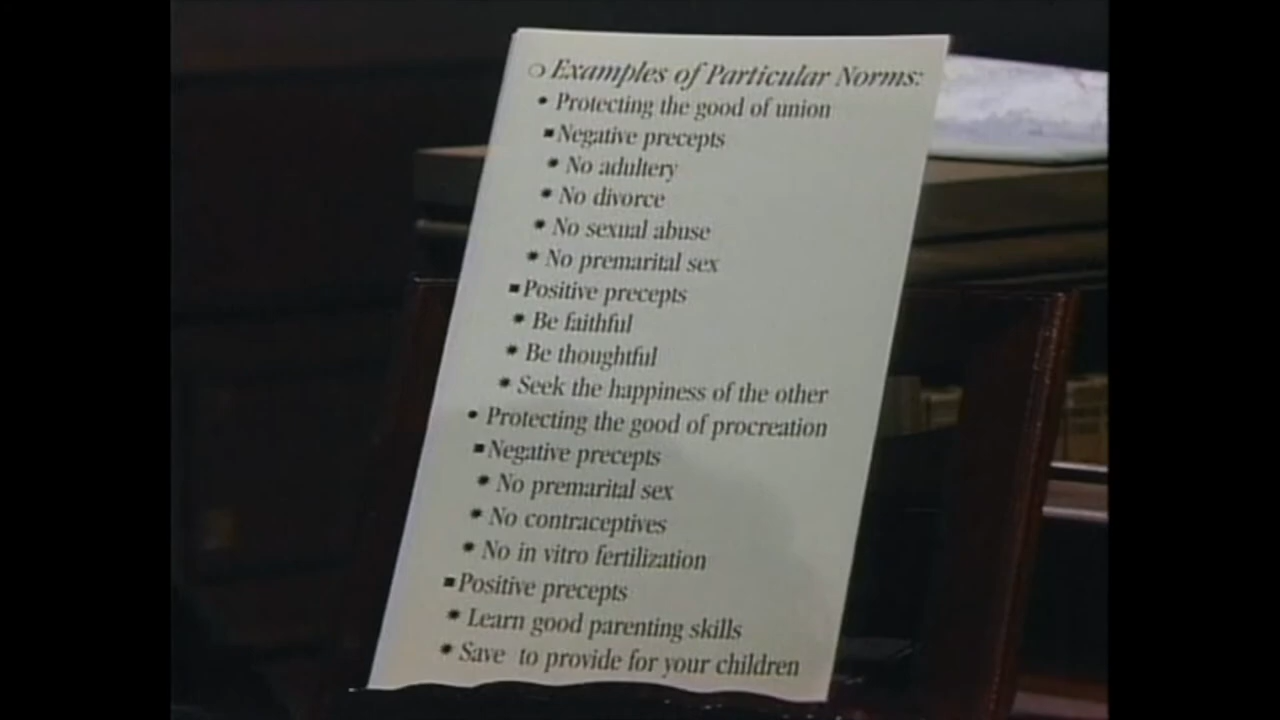 ❍ Examples of Particular Norms:
• Protecting the good of union
▪Negative precepts
* No adultery
* No divorce
* No sexual abuse
* No premarital sex
▪Positive precepts
* Be faithful
* Be thoughtful
* Seek the happiness of the other
• Protecting the good of procreation
▪Negative precepts
* No premarital sex
* No contraceptives
* No in vitro fertilization
▪Positive precepts
* Learn good parenting skills
* Save to provide for your children